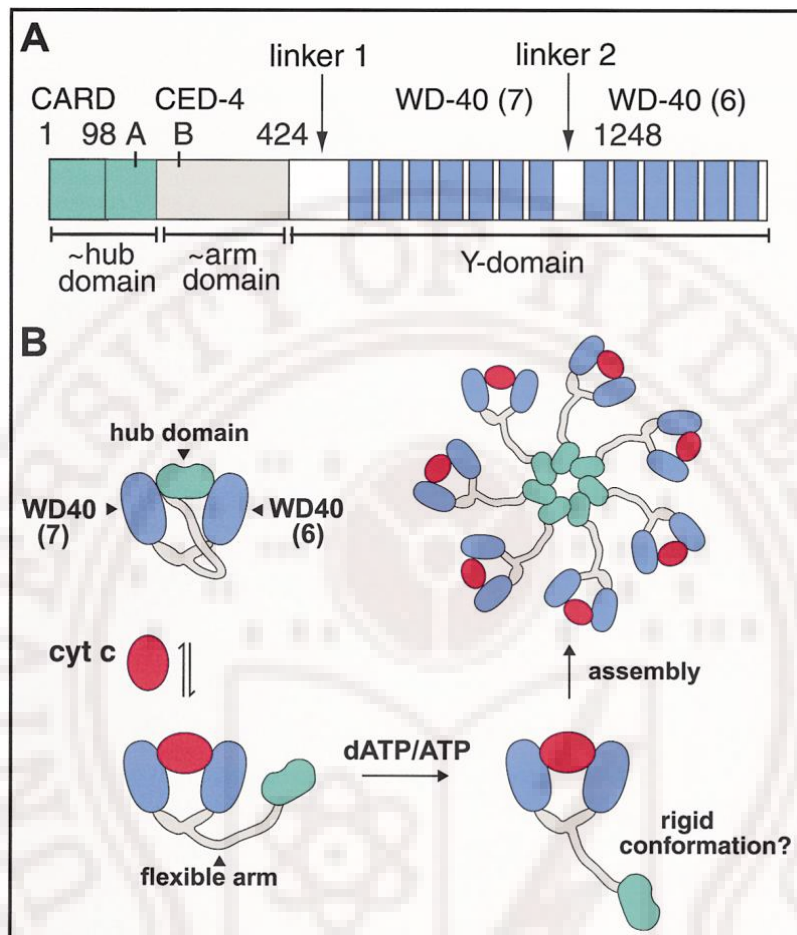 A
linker 1 linker 2
CARD CED-4 WD-40 (7) WD-40 (6)
1 98 A B 424 1248
~hub domain
~arm domain
Y-domain
B
hub domain
WD40 (7)
WD40 (6)
cyt c
assembly
dATP/ATP
flexible arm
rigid conformation?